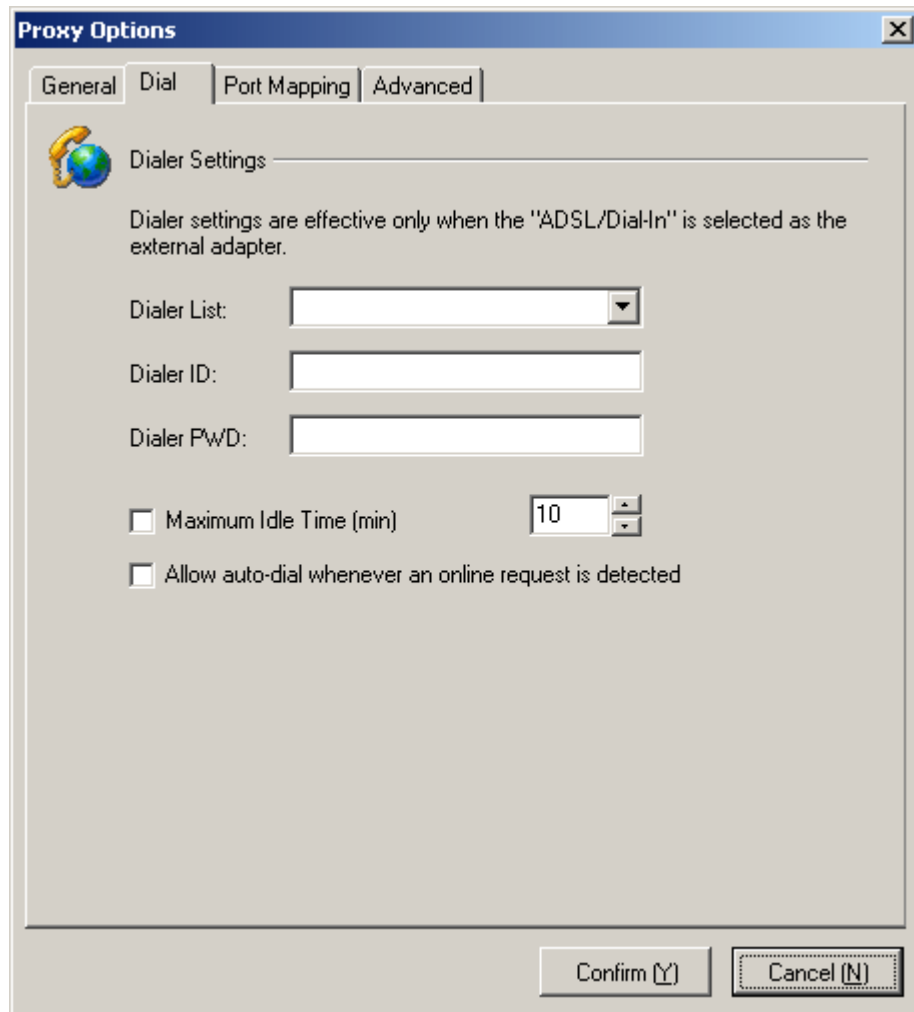 Proxy Options
General Dial Port Mapping Advanced
Dialer Settings
Dialer settings are effective only when the "ADSL/Dial-In" is selected as the
external adapter.
Dialer List:
Dialer ID:
Dialer PWD:
Maximum Idle Time (min) 10
Allow auto-dial whenever an online request is detected
Confirm (Y) Cancel (N)